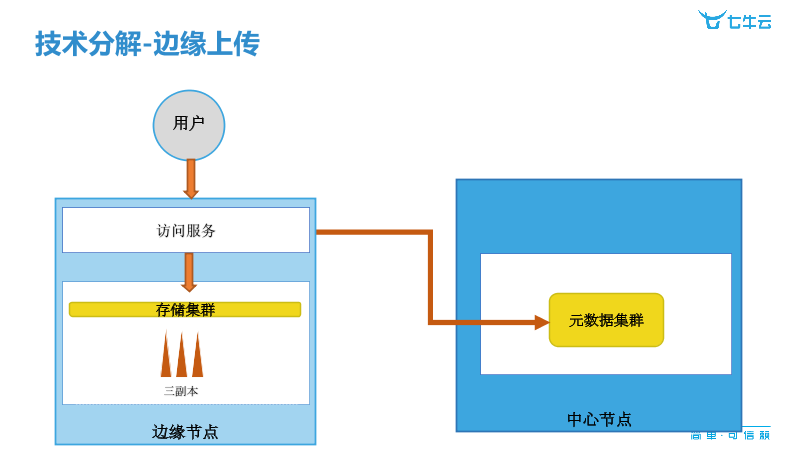 七牛云
技术分解-边缘上传
用户
访问服务
存储集群
三副本
边缘节点
元数据集群
中心节点
简单·可信赖